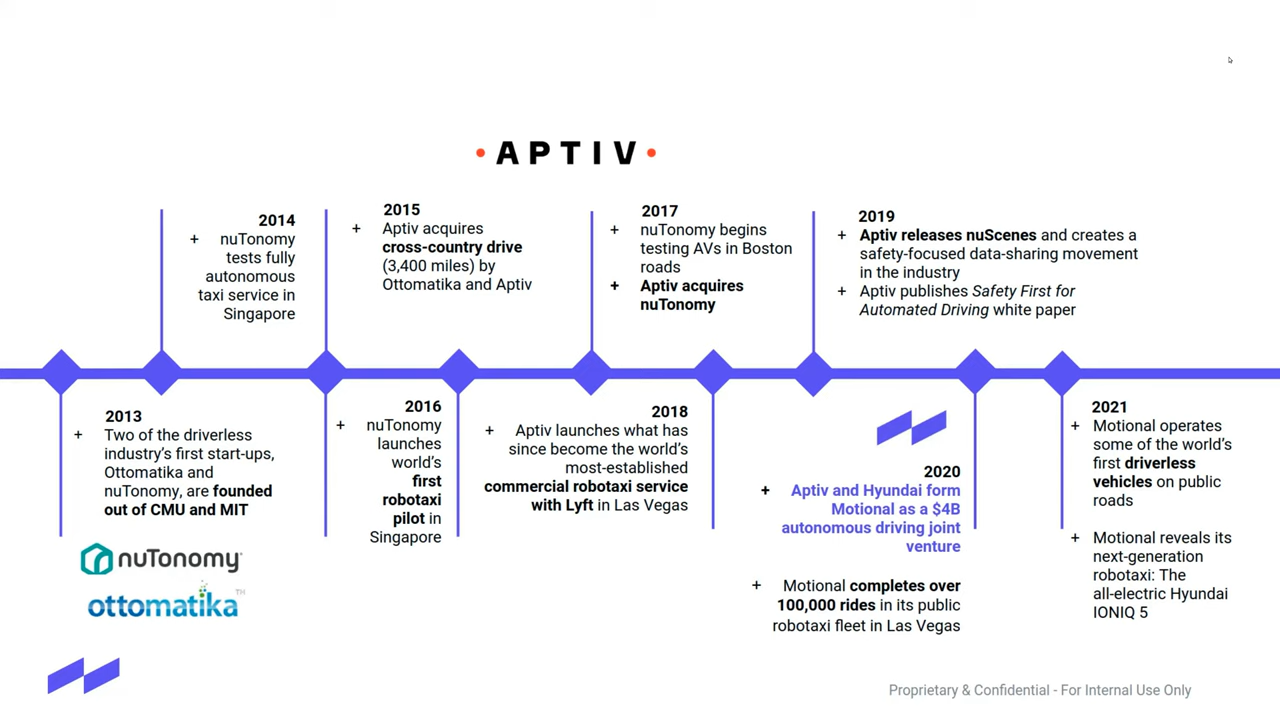 APTIV
2014
+ nuTonomy
tests fully
autonomous
taxi service in
Singapore
2015
+ Aptiv acquires
cross-country drive
(3,400 miles) by
Ottomatika and Aptiv
2017
+ nuTonomy begins
testing AVs in Boston
roads
+ Aptiv acquires
nuTonomy
2019
+ Aptiv releases nuScenes and creates a
safety-focused data-sharing movement
in the industry
+ Aptiv publishes Safety First for
Automated Driving white paper
2013
+ Two of the driverless
industry's first start-ups,
Ottomatika and
nuTonomy, are founded
out of CMU and MIT
nuTonomy
ottomatika™
2016
+ nuTonomy
launches
world's
first
robotaxi
pilot in
Singapore
2018
+ Aptiv launches what has
since become the world's
most-established
commercial robotaxi service
with Lyft in Las Vegas
2020
+ Aptiv and Hyundai form
Motional as a $4B
autonomous driving joint
venture
+ Motional completes over
100,000 rides in its public
robotaxi fleet in Las Vegas
2021
+ Motional operates
some of the world's
first driverless
vehicles on public
roads
+ Motional reveals its
next-generation
robotaxi: The
all-electric Hyundai
IONIQ 5
Proprietary & Confidential - For Internal Use Only